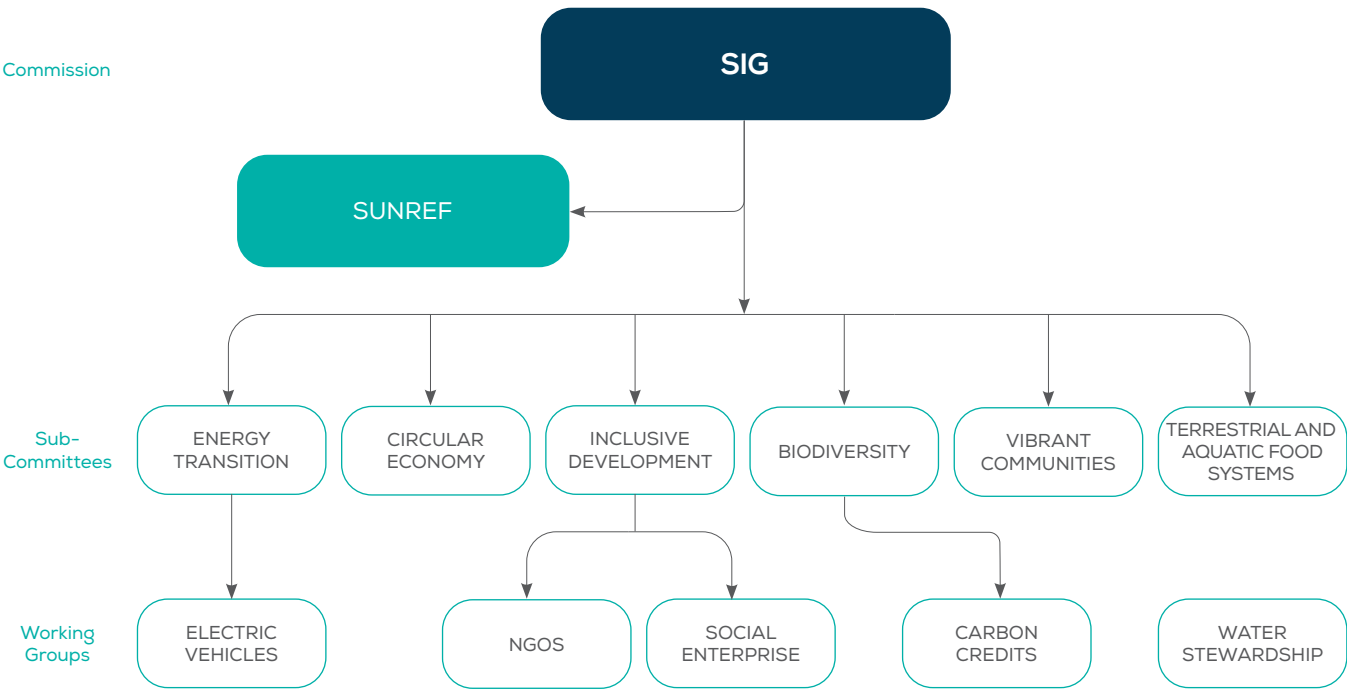 Commission
SIG
SUNREF
Sub-
Committees
ENERGY
TRANSITION
CIRCULAR
ECONOMY
INCLUSIVE
DEVELOPMENT
BIODIVERSITY
VIBRANT
COMMUNITIES
TERRESTRIAL AND
AQUATIC FOOD
SYSTEMS
Working
Groups
ELECTRIC
VEHICLES
NGOS
SOCIAL
ENTERPRISE
CARBON
CREDITS
WATER
STEWARDSHIP